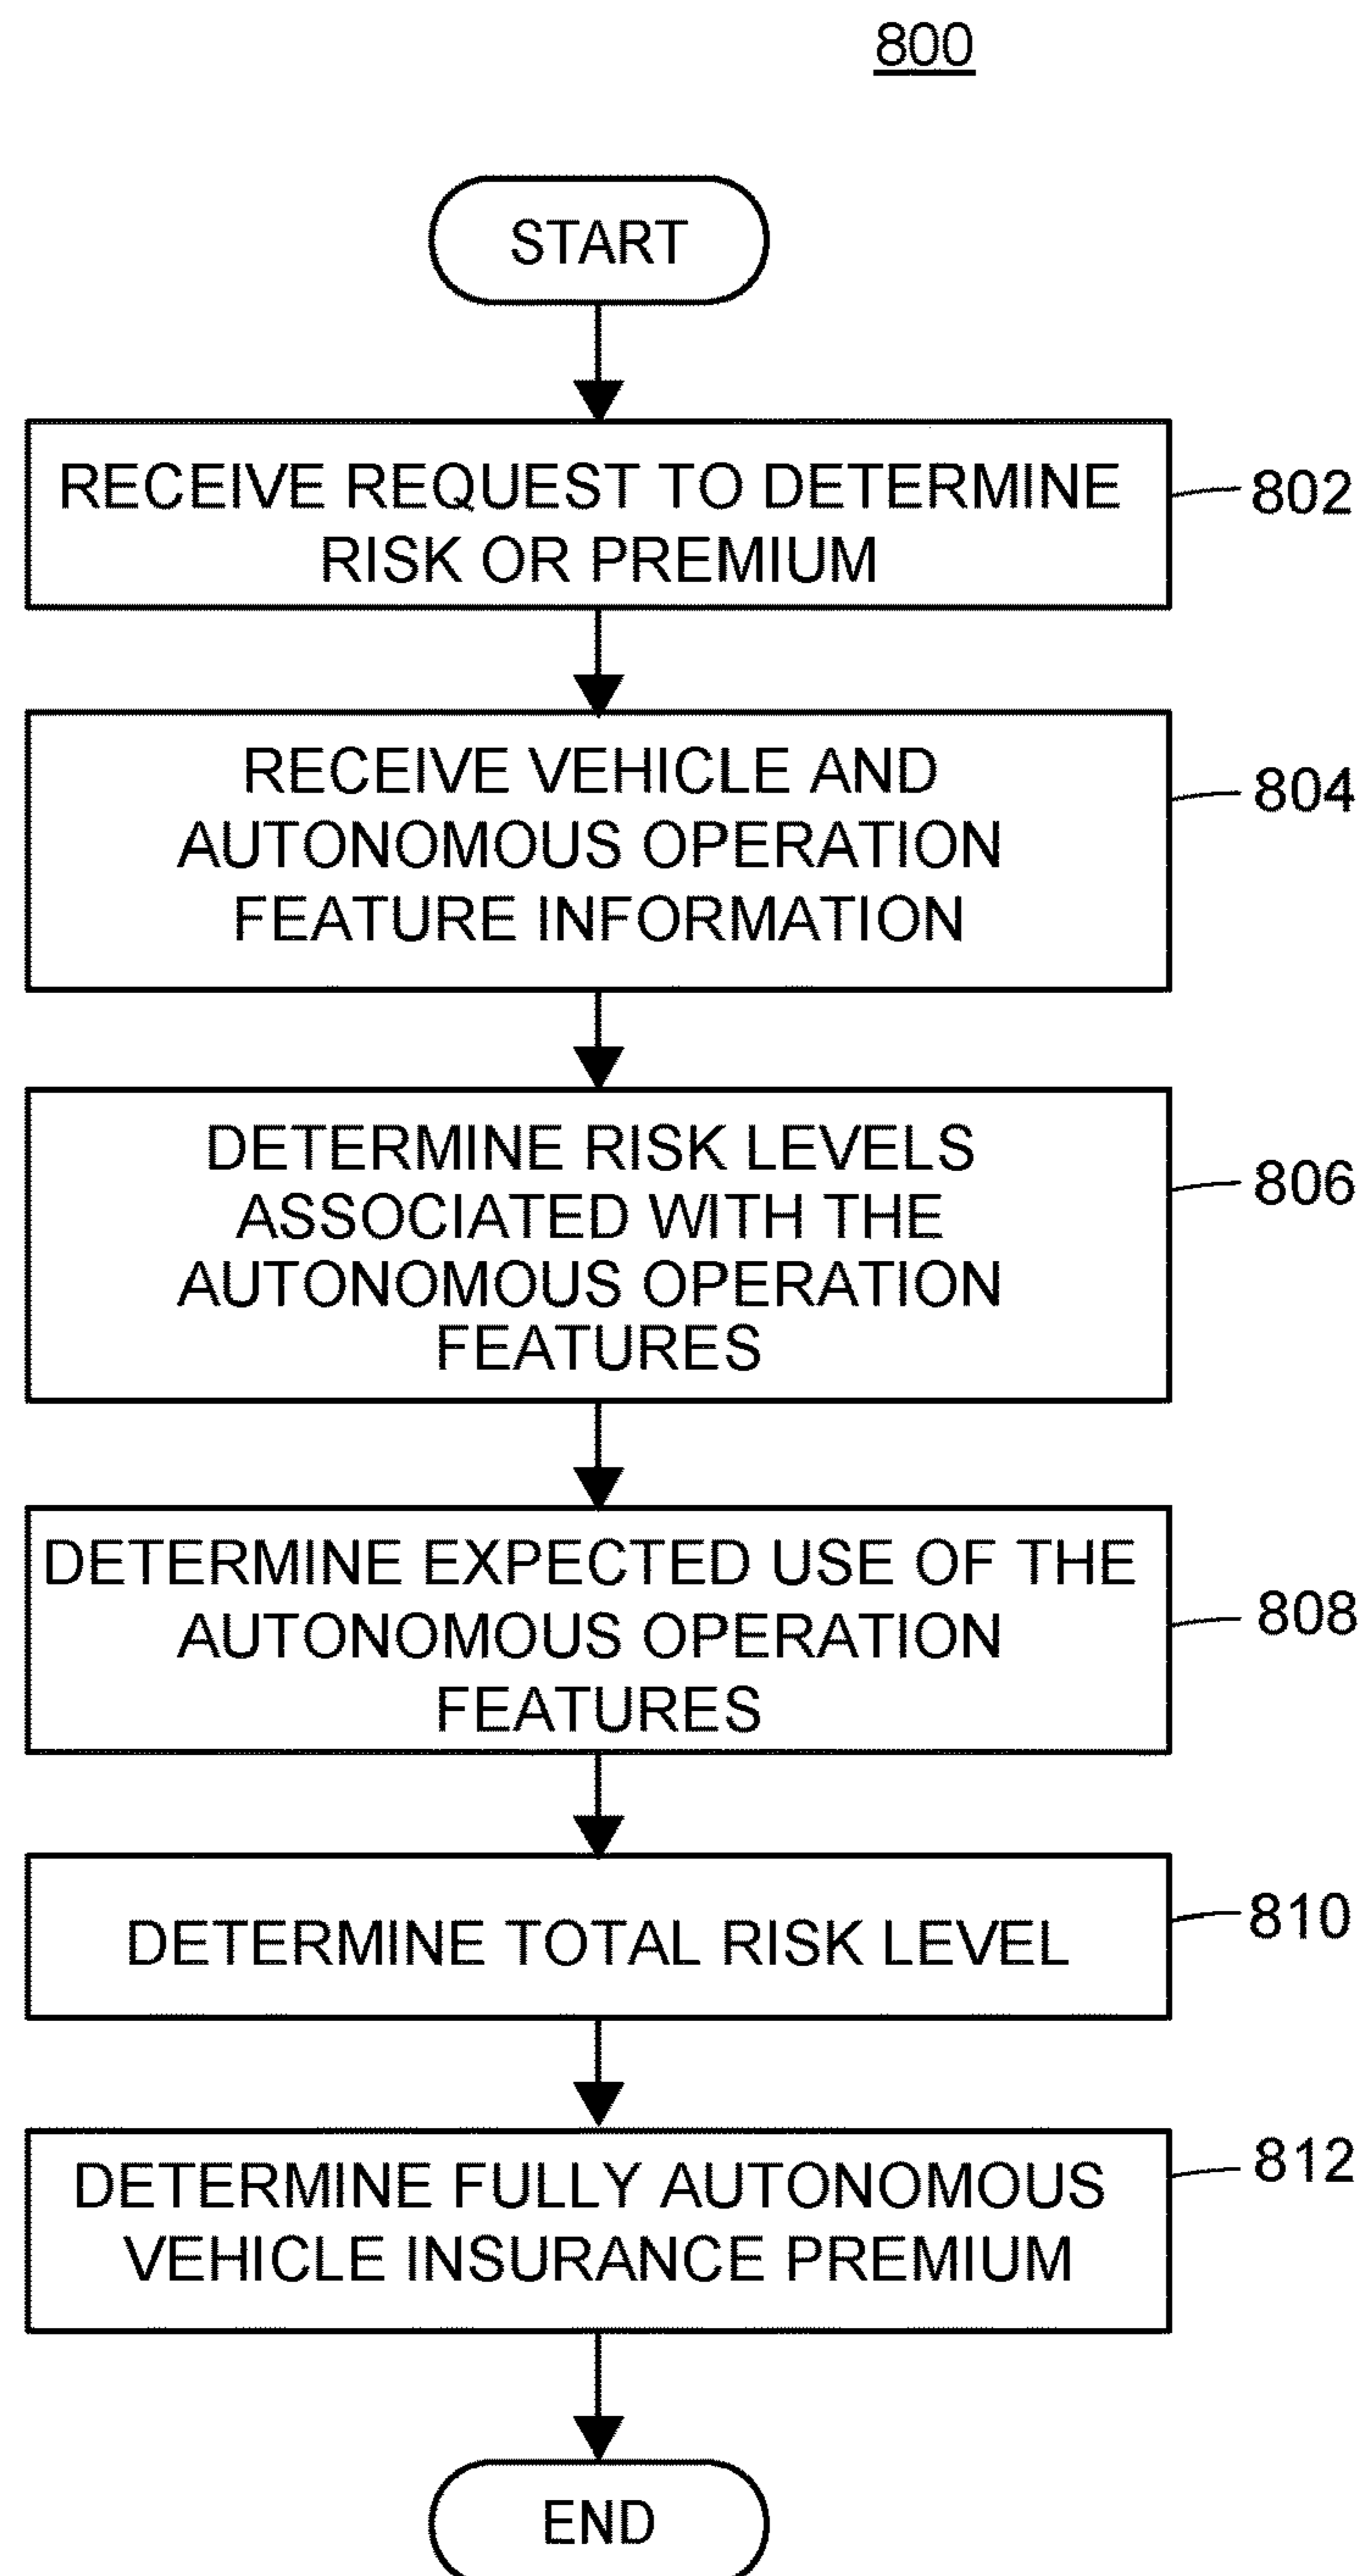 800
START
RECEIVE REQUEST TO DETERMINE
RISK OR PREMIUM
802
RECEIVE VEHICLE AND
AUTONOMOUS OPERATION
FEATURE INFORMATION
804
DETERMINE RISK LEVELS
ASSOCIATED WITH THE
AUTONOMOUS OPERATION
FEATURES
806
DETERMINE EXPECTED USE OF THE
AUTONOMOUS OPERATION
FEATURES
808
DETERMINE TOTAL RISK LEVEL
810
DETERMINE FULLY AUTONOMOUS
VEHICLE INSURANCE PREMIUM
812
END